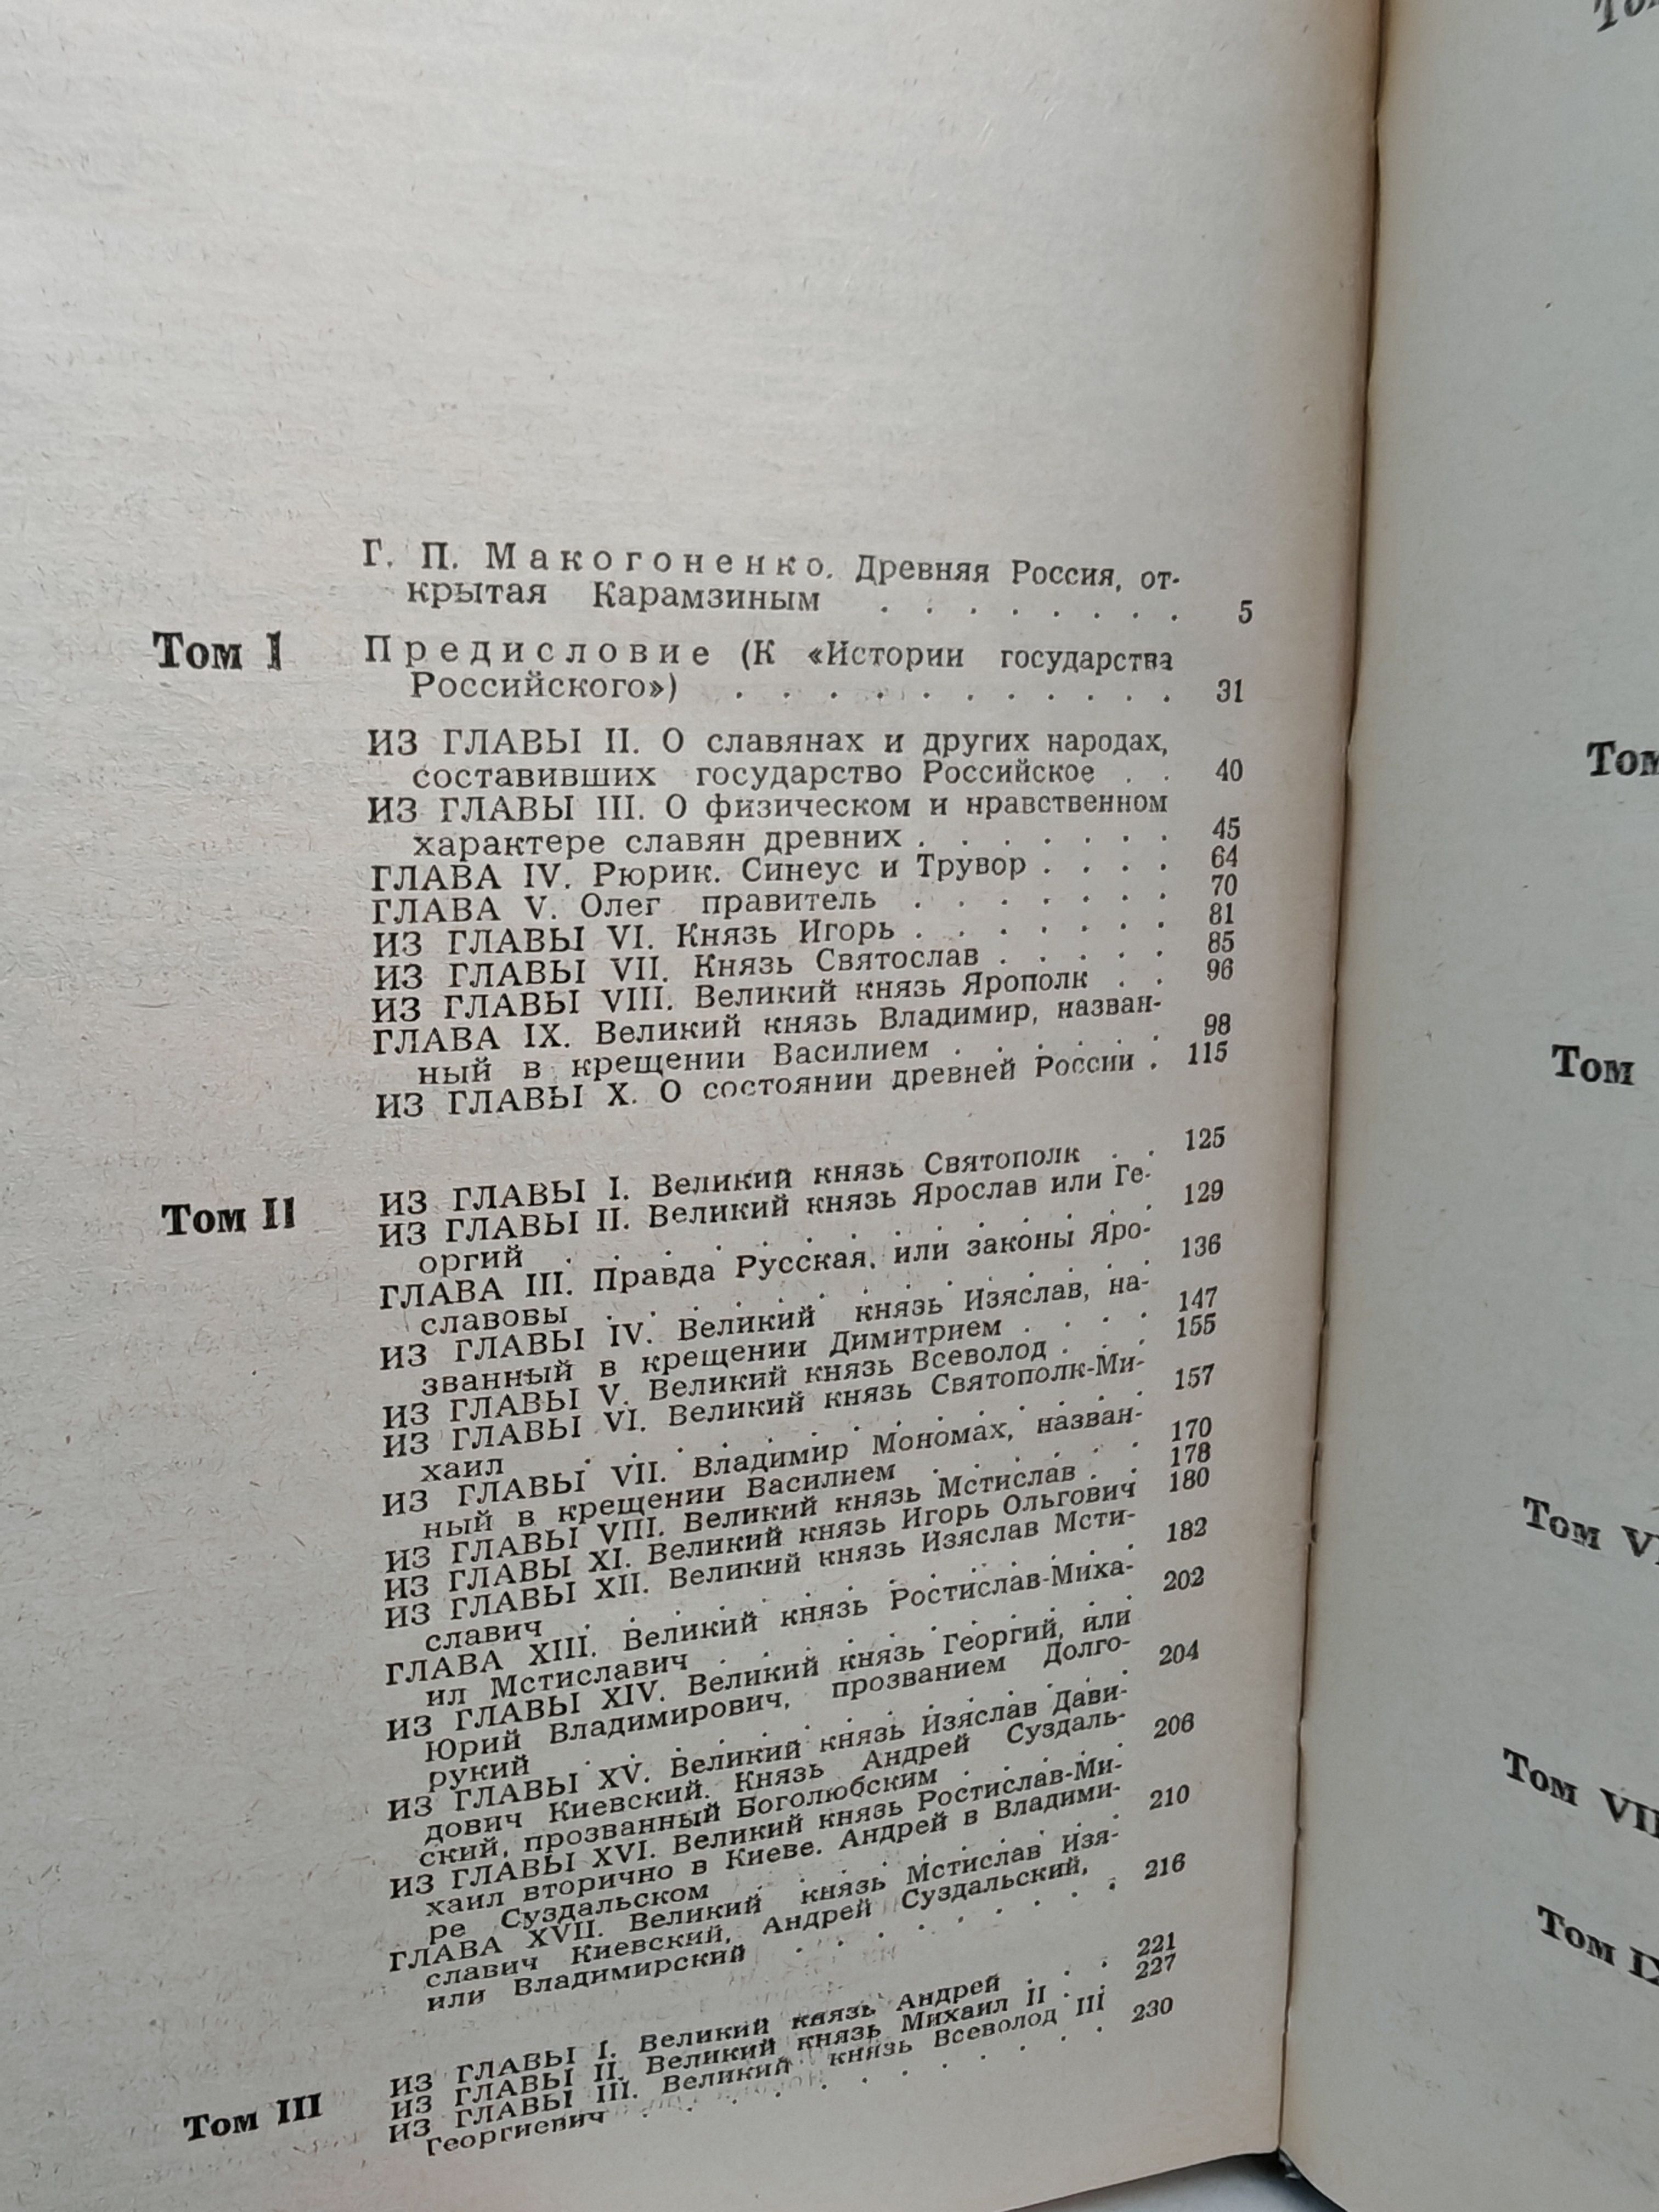 Г. П. Макогоненко. Древняя Россия, от-
крытая Карамзиным . . . . . . . . 5
Том I
Предисловие (К «Истории государства
Российского») . . . . . . . . . . . 31
ИЗ ГЛАВЫ II. О славянах и других народах,
составивших государство Российское . . 40
ИЗ ГЛАВЫ III. О физическом и нравственном
характере славян древних . . . . . . . 45
ГЛАВА IV. Рюрик. Синеус и Трувор . . . . 64
ГЛАВА V. Олег правитель . . . . . . . 70
ИЗ ГЛАВЫ VI. Князь Игорь . . . . . . . 81
ИЗ ГЛАВЫ VII. Князь Святослав . . . . . 85
ИЗ ГЛАВЫ VIII. Великий князь Ярополк . . 96
ГЛАВА IX. Великий князь Владимир, назван-
ный в крещении Василием . . . . . . 98
ИЗ ГЛАВЫ X. О состоянии древней России . 115
Том II
ИЗ ГЛАВЫ I. Великий князь Святополк . . 125
ИЗ ГЛАВЫ II. Великий князь Ярослав или Ге-
оргий . . . . . . . . . . . . 129
ГЛАВА III. Правда Русская, или законы Яро-
славовы . . . . . . . . . . . 136
ИЗ ГЛАВЫ IV. Великий князь Изяслав, на-
званный в крещении Димитрием . . . . 147
ИЗ ГЛАВЫ V. Великий князь Всеволод . . . 155
ИЗ ГЛАВЫ VI. Великий князь Святополк-Ми-
хаил . . . . . . . . . . . . 157
ИЗ ГЛАВЫ VII. Владимир Мономах, назван-
ный в крещении Василием . . . . . . 170
ИЗ ГЛАВЫ VIII. Великий князь Мстислав . . 178
ИЗ ГЛАВЫ XI. Великий князь Игорь Ольгович 180
ИЗ ГЛАВЫ XII. Великий князь Изяслав Мсти-
славич . . . . . . . . . . . . 182
ГЛАВА XIII. Великий князь Ростислав-Миха-
ил Мстиславич . . . . . . . . . . 202
ИЗ ГЛАВЫ XIV. Великий князь Георгий, или
Юрий Владимирович, прозванием Долго-
рукий . . . . . . . . . . . . 204
ИЗ ГЛАВЫ XV. Великий князь Изяслав Дави-
дович Киевский. Князь Андрей Суздаль-
ский, прозванный Боголюбским . . . . . 206
ИЗ ГЛАВЫ XVI. Великий князь Ростислав-Ми-
хаил вторично в Киеве. Андрей в Владими-
ре Суздальском . . . . . . . . . 210
ГЛАВА XVII. Великий князь Мстислав Изя-
славич Киевский, Андрей Суздальский,
или Владимирский . . . . . . . . 216
Том III
ИЗ ГЛАВЫ I. Великий князь Андрей . . . 221
ИЗ ГЛАВЫ II. Великий князь Михаил II . . 227
ИЗ ГЛАВЫ III. Великий князь Всеволод III
Георгиевич . . . . . . . . . . . 230
Том
Том
Том